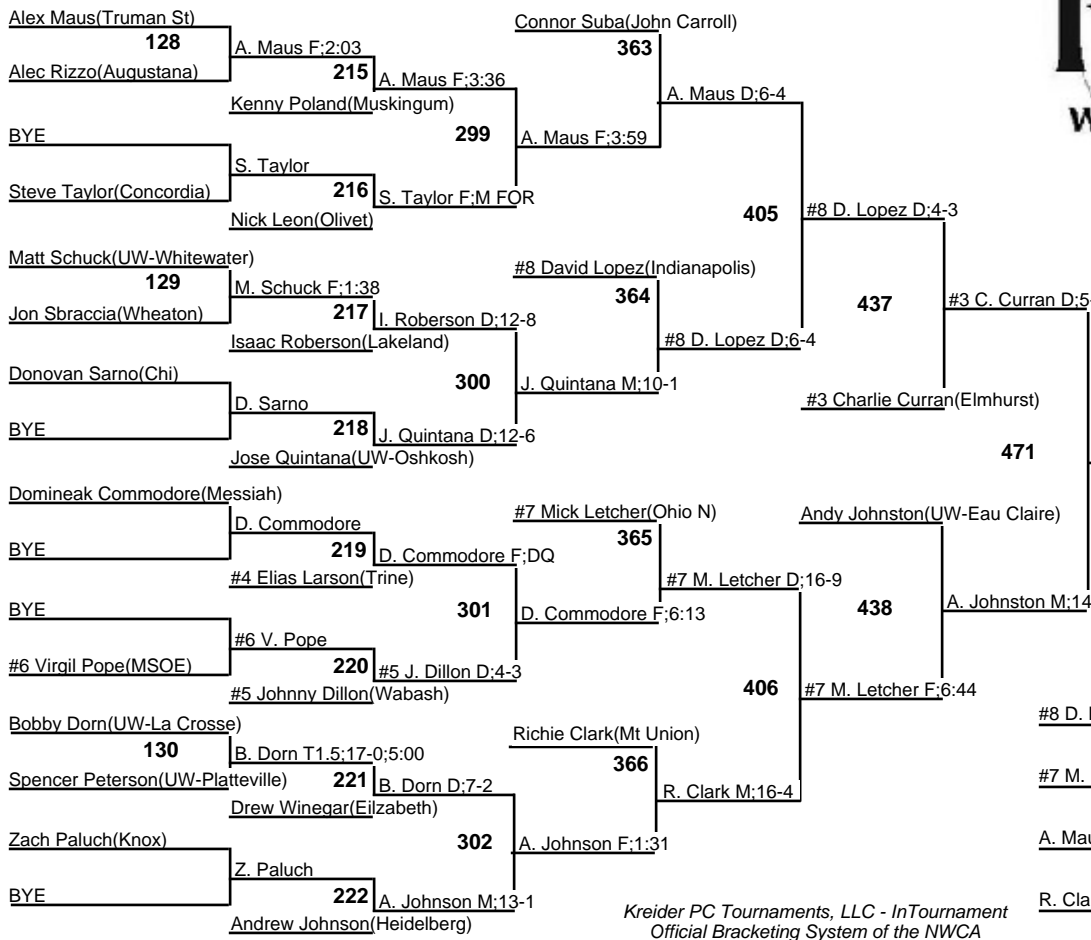 Alex Maus(Truman St)
128
Alec Rizzo(Augustana)
BYE
Steve Taylor(Concordia)
Matt Schuck(UW-Whitewater)
129
Jon Sbraccia(Wheaton)
Donovan Sarno(Chi)
BYE
Domineak Commodore(Messiah)
BYE
BYE
#6 Virgil Pope(MSOE)
Bobby Dorn(UW-La Crosse)
130
Spencer Peterson(UW-Platteville)
Zach Paluch(Knox)
BYE
A. Maus F;2:03
215
Kenny Poland(Muskingum)
S. Taylor
216
Nick Leon(Olivet)
M. Schuck F;1:38
217
Isaac Roberson(Lakeland)
D. Sarno
218
Jose Quintana(UW-Oshkosh)
D. Commodore
219
#4 Elias Larson(Trine)
#6 V. Pope
220
#5 Johnny Dillon(Wabash)
B. Dorn T1.5;17-0;5:00
221
Drew Winegar(Eilzabeth)
Z. Paluch
222
Andrew Johnson(Heidelberg)
A. Maus F;3:36
299
S. Taylor F;M FOR
I. Roberson D;12-8
300
J. Quintana D;12-6
D. Commodore F;DQ
301
#5 J. Dillon D;4-3
B. Dorn D;7-2
302
A. Johnson M;13-1
Connor Suba(John Carroll)
363
A. Maus F;3:59
#8 David Lopez(Indianapolis)
364
J. Quintana M;10-1
#7 Mick Letcher(Ohio N)
365
D. Commodore F;6:13
Richie Clark(Mt Union)
366
A. Johnson F;1:31
A. Maus D;6-4
405
#8 D. Lopez D;6-4
#7 M. Letcher D;16-9
406
R. Clark M;16-4
#8 D. Lopez D;4-3
437
#3 Charlie Curran(Elmhurst)
Andy Johnston(UW-Eau Claire)
438
#7 M. Letcher F;6:44
#3 C. Curran D;5
471
A. Johnston M;14
#8 D.
#7 M.
A. Mau
R. Cla
Kreider PC Tournaments, LLC - InTournament
Official Bracketing System of the NWCA